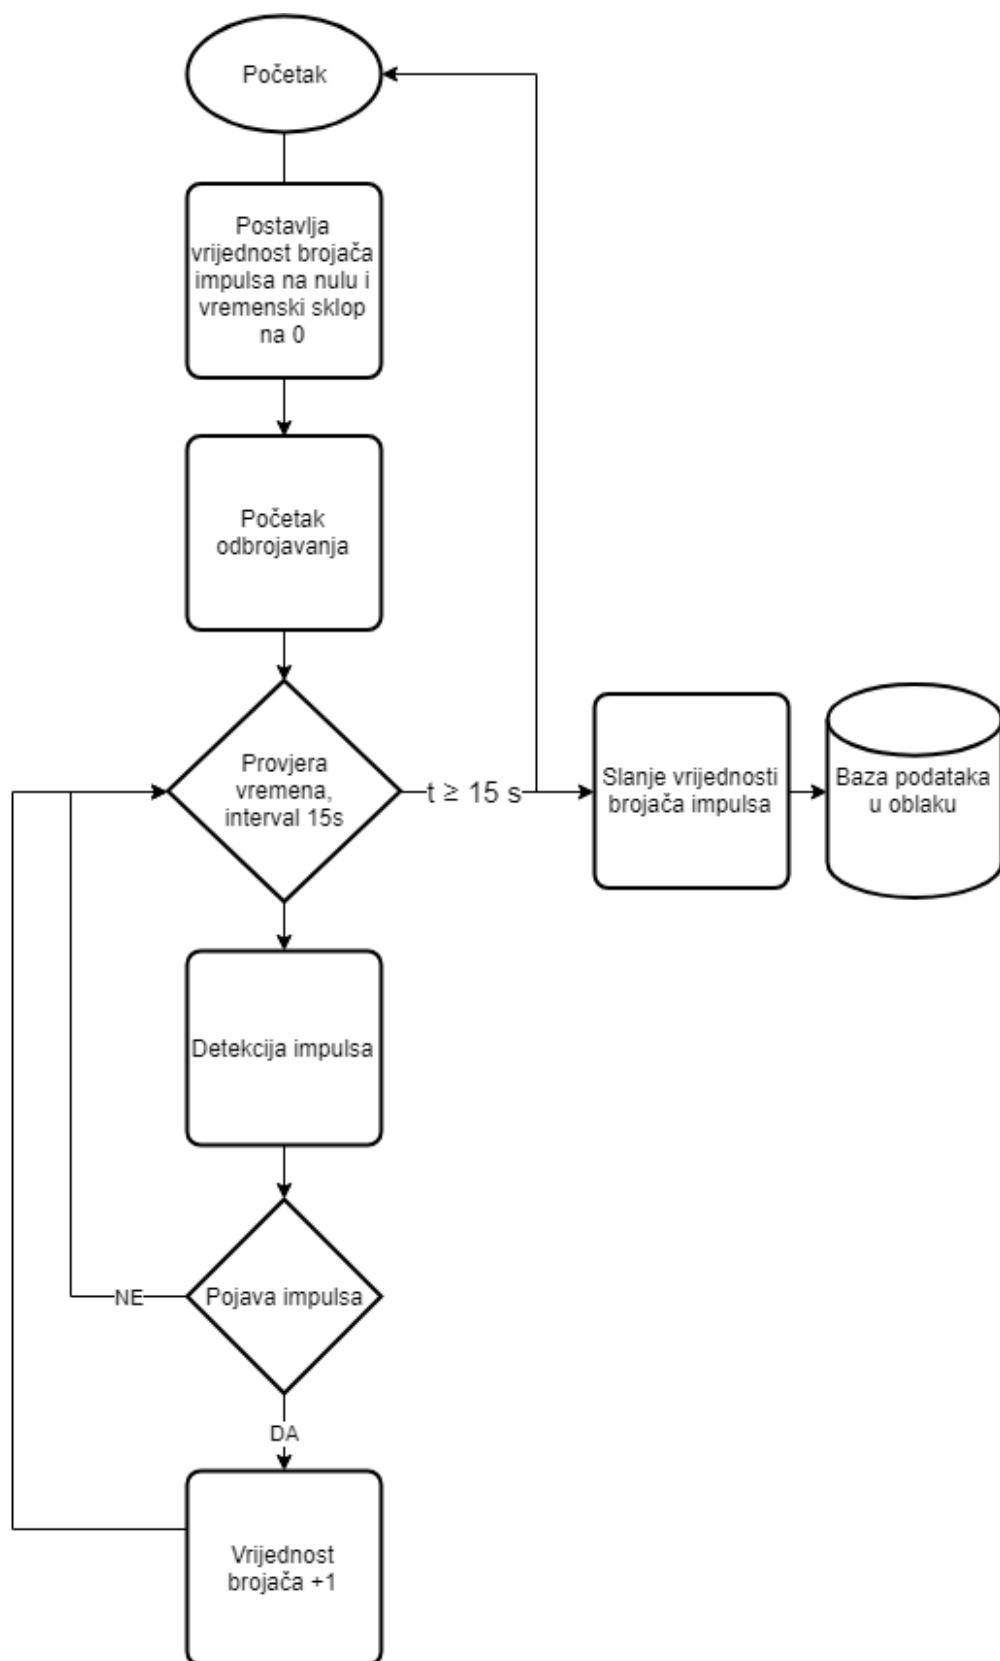 Početak
Postavlja
vrijednost brojača
impulsa na nulu i
vremenski sklop
na 0
Početak
odbrojavanja
Provjera
vremena,
interval 15s
t ≥ 15 s
Slanje vrijednosti
brojača impulsa
Baza podataka
u oblaku
Detekcija impulsa
Pojava impulsa
NE
DA
Vrijednost
brojača +1